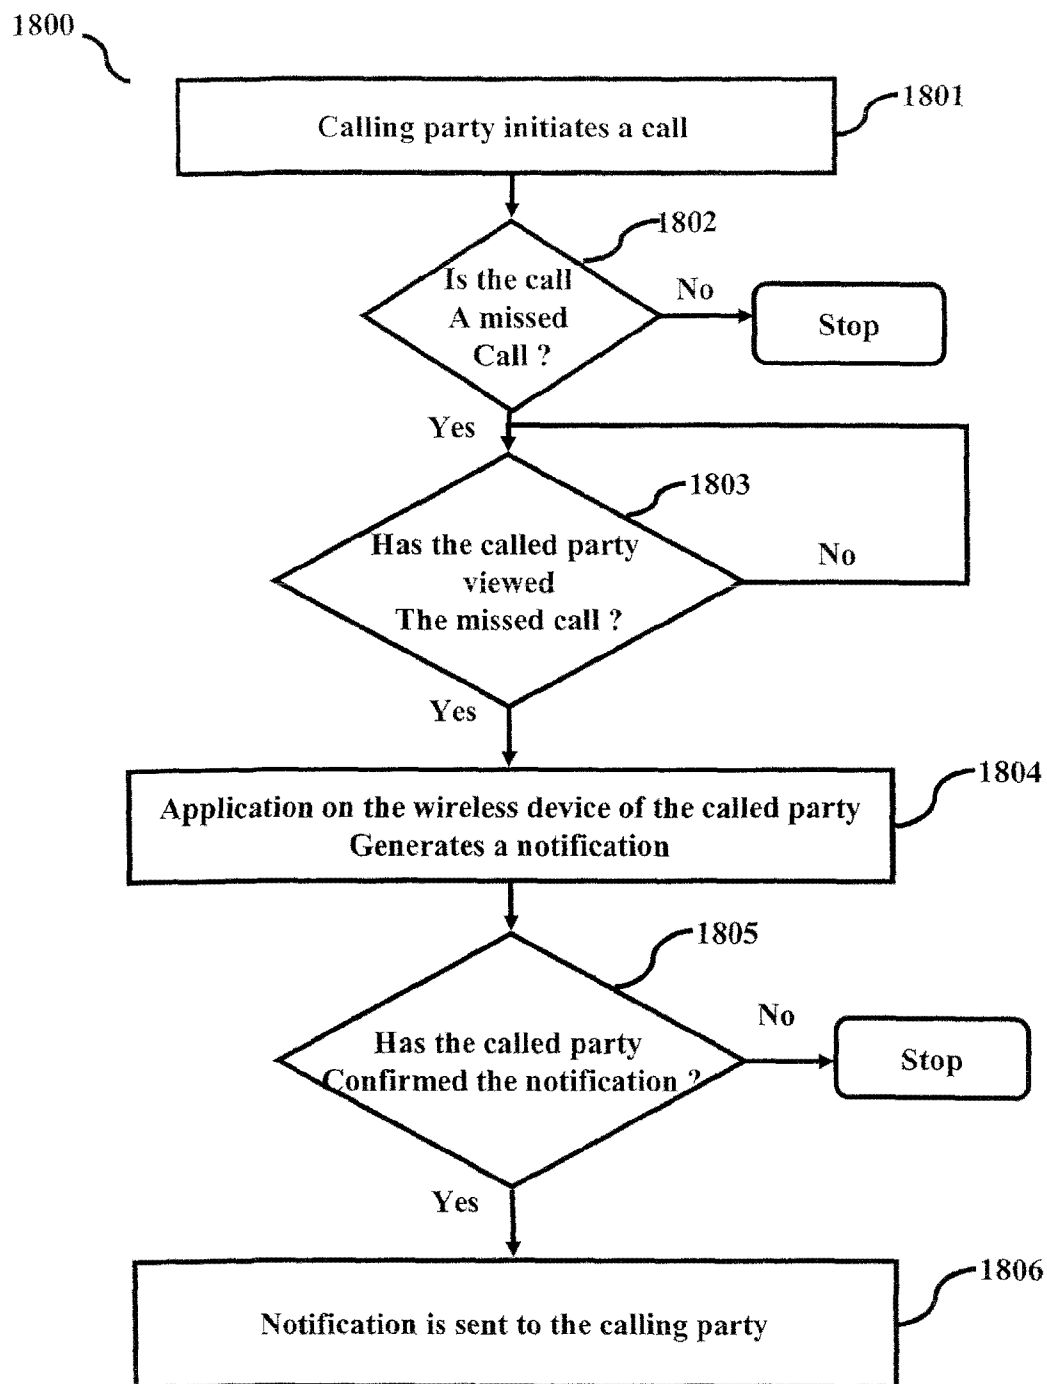 1800
1801
Calling party initiates a call
1802
Is the call
A missed
Call ?
No
Stop
Yes
1803
Has the called party
viewed
The missed call ?
No
Yes
1804
Application on the wireless device of the called party
Generates a notification
1805
Has the called party
Confirmed the notification ?
No
Stop
Yes
1806
Notification is sent to the calling party